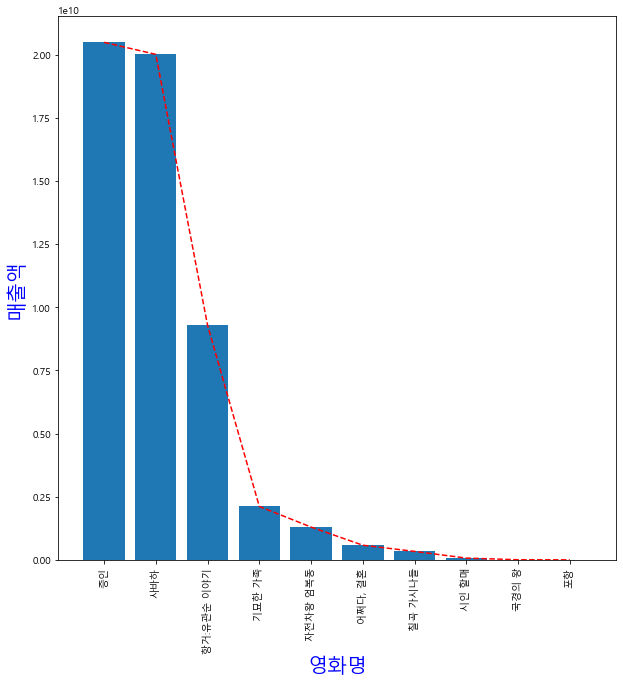 1e10
2.00
1.75
1.50
1.25
1.00
0.75
0.50
0.25
0.00
매출액
증인
사바하
항거:유관순 이야기
기묘한 가족
자전차왕 엄복동
어쩌다, 결혼
칠곡 가시나들
시인 할매
국경의 왕
포항
영화명